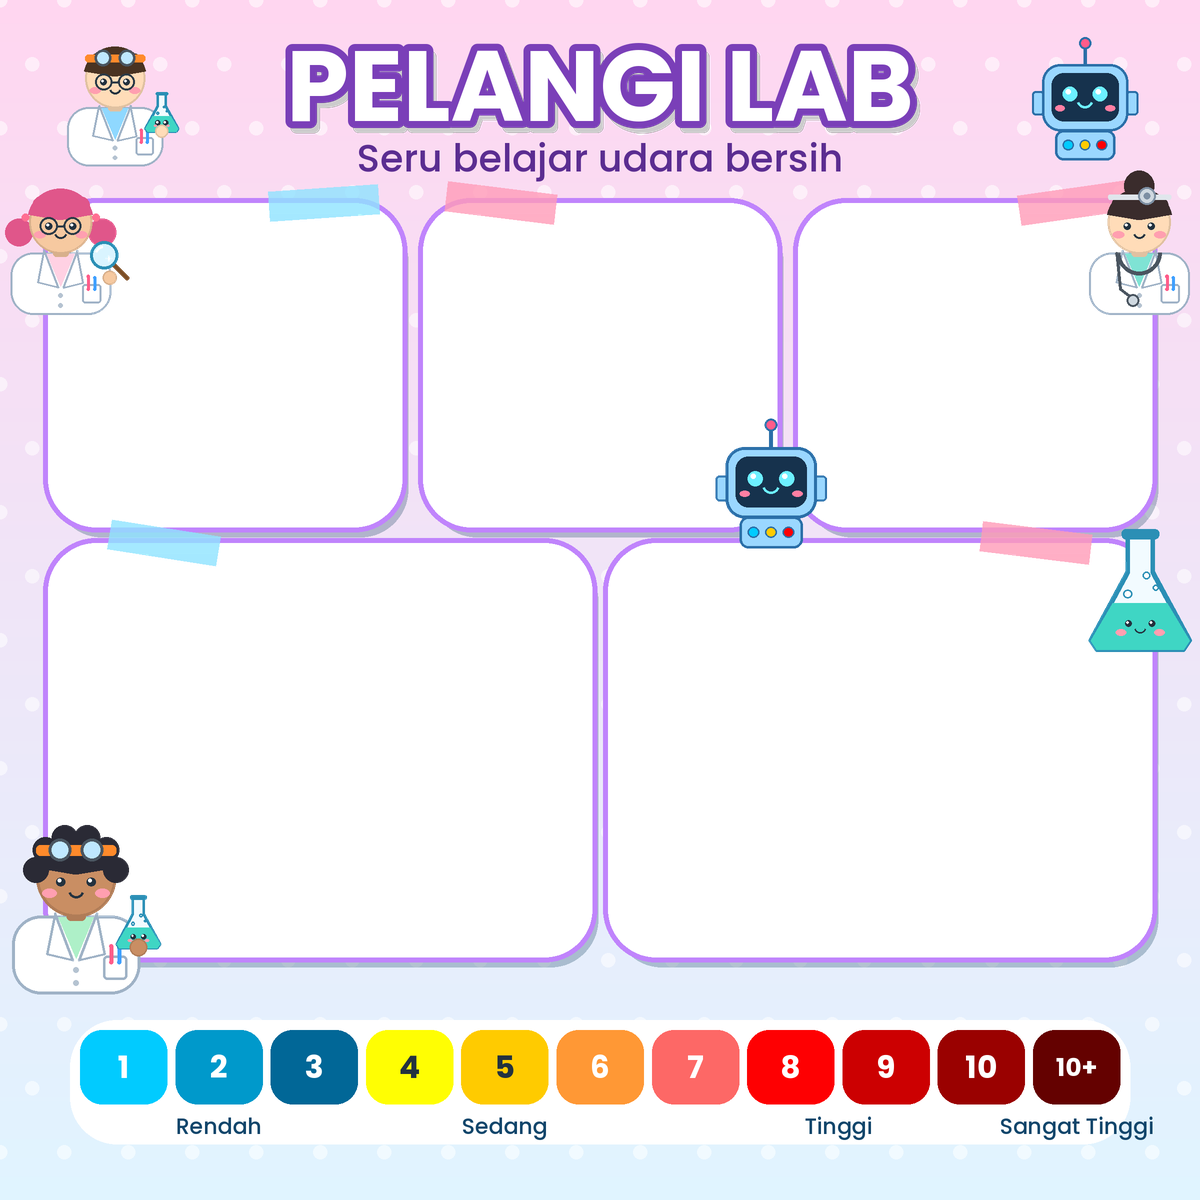 PELANGI LAB
Seru belajar udara bersih
1 2 3 4 5 6 7 8 9 10 10+
Rendah Sedang Tinggi Sangat Tinggi